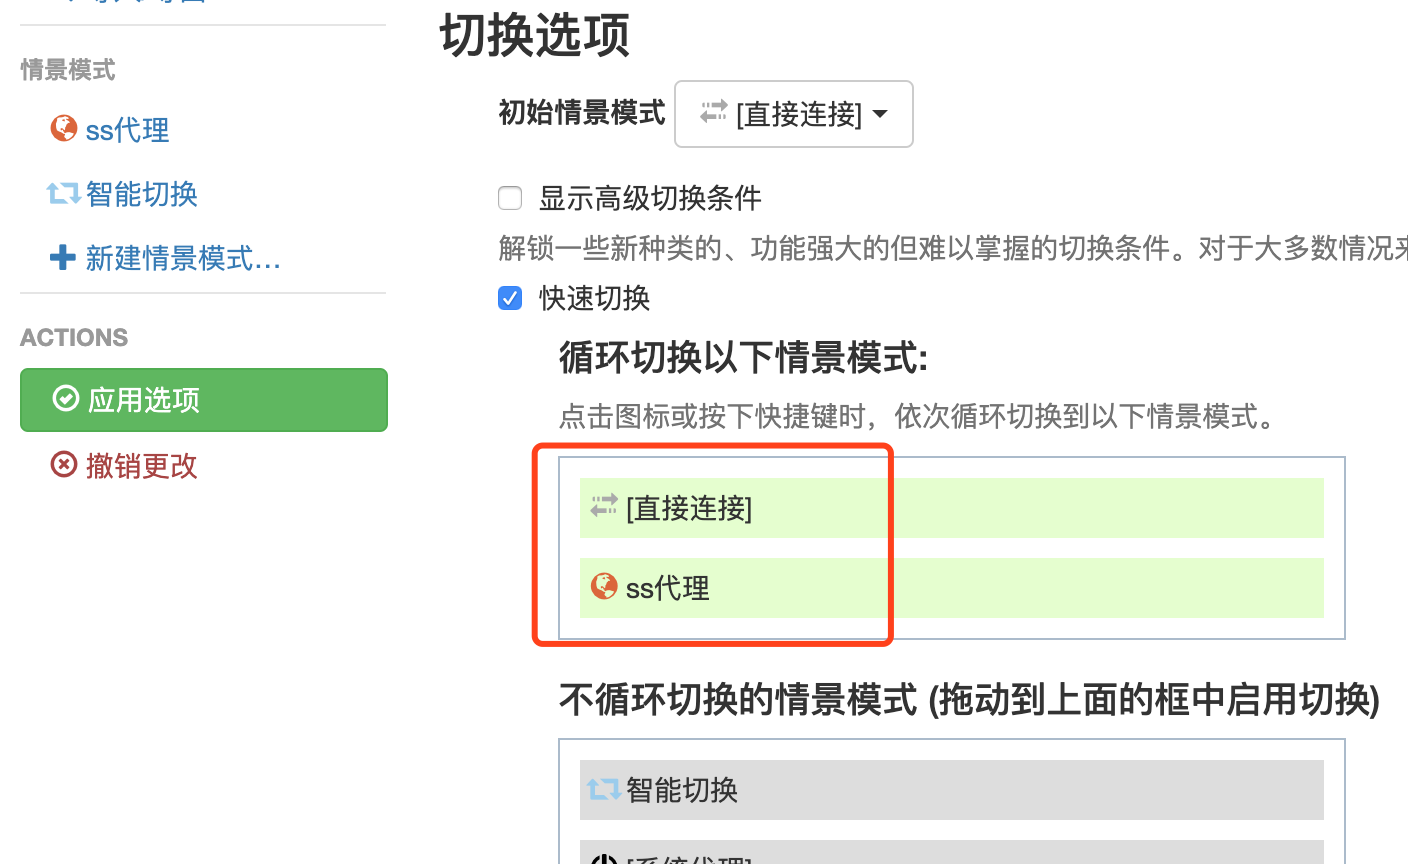 情景模式
ss代理
智能切换
新建情景模式...
ACTIONS
应用选项
撤销更改
切换选项
初始情景模式 [直接连接]
显示高级切换条件
解锁一些新种类的、功能强大的但难以掌握的切换条件。对于大多数情况
快速切换
循环切换以下情景模式:
点击图标或按下快捷键时，依次循环切换到以下情景模式。
[直接连接]
ss代理
不循环切换的情景模式 (拖动到上面的框中启用切换)
智能切换
[系统代理]